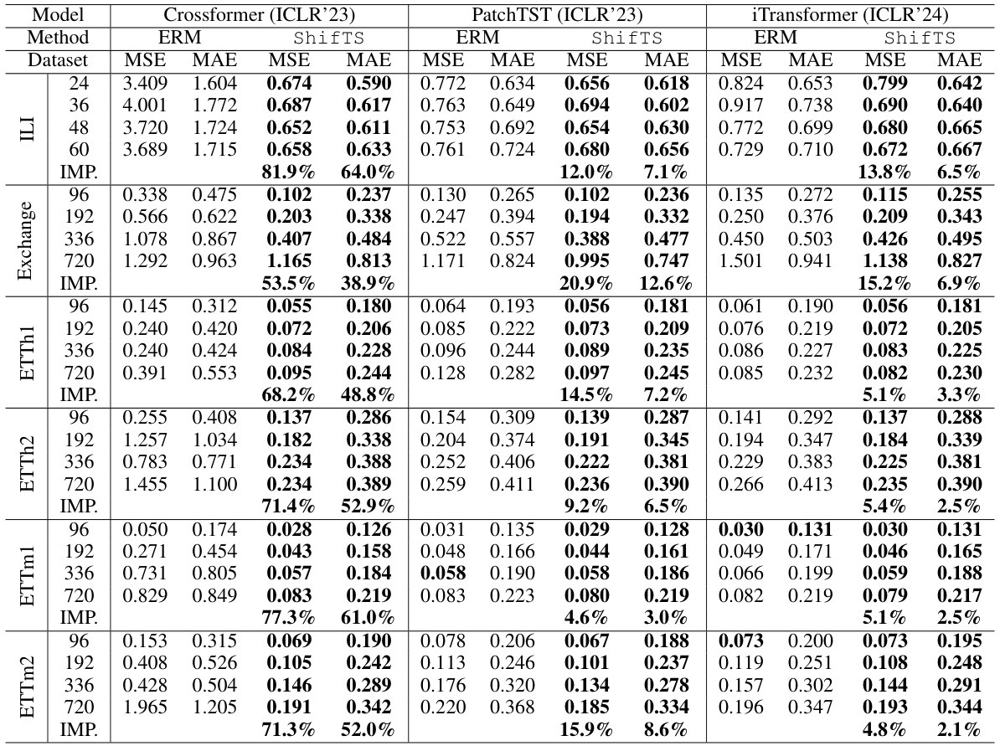 Model Crossformer (ICLR'23) PatchTST (ICLR'23) iTransformer (ICLR'24)
Method ERM ShifTS ERM ShifTS ERM ShifTS
Dataset MSE MAE MSE MAE MSE MAE MSE MAE MSE MAE MSE MAE
ILI
24 3.409 1.604 0.674 0.590 0.772 0.634 0.656 0.618 0.824 0.653 0.799 0.642
36 4.001 1.772 0.687 0.617 0.763 0.649 0.694 0.602 0.917 0.738 0.690 0.640
48 3.720 1.724 0.652 0.611 0.753 0.692 0.654 0.630 0.772 0.699 0.680 0.665
60 3.689 1.715 0.658 0.633 0.761 0.724 0.680 0.656 0.729 0.710 0.672 0.667
IMP. 81.9% 64.0% 12.0% 7.1% 13.8% 6.5%
Exchange
96 0.338 0.475 0.102 0.237 0.130 0.265 0.102 0.236 0.135 0.272 0.115 0.255
192 0.566 0.622 0.203 0.338 0.247 0.394 0.194 0.332 0.250 0.376 0.209 0.343
336 1.078 0.867 0.407 0.484 0.522 0.557 0.388 0.477 0.450 0.503 0.426 0.495
720 1.292 0.963 1.165 0.813 1.171 0.824 0.995 0.747 1.501 0.941 1.138 0.827
IMP. 53.5% 38.9% 20.9% 12.6% 15.2% 6.9%
ETTh1
96 0.145 0.312 0.055 0.180 0.064 0.193 0.056 0.181 0.061 0.190 0.056 0.181
192 0.240 0.420 0.072 0.206 0.085 0.222 0.073 0.209 0.076 0.219 0.072 0.205
336 0.240 0.424 0.084 0.228 0.096 0.244 0.089 0.235 0.086 0.227 0.083 0.225
720 0.391 0.553 0.095 0.244 0.128 0.282 0.097 0.245 0.085 0.232 0.082 0.230
IMP. 68.2% 48.8% 14.5% 7.2% 5.1% 3.3%
ETTh2
96 0.255 0.408 0.137 0.286 0.154 0.309 0.139 0.287 0.141 0.292 0.137 0.288
192 1.257 1.034 0.182 0.338 0.204 0.374 0.191 0.345 0.194 0.347 0.184 0.339
336 0.783 0.771 0.234 0.388 0.252 0.406 0.222 0.381 0.229 0.383 0.225 0.381
720 1.455 1.100 0.234 0.389 0.259 0.411 0.236 0.390 0.266 0.413 0.235 0.390
IMP. 71.4% 52.9% 9.2% 6.5% 5.4% 2.5%
ETTm1
96 0.050 0.174 0.028 0.126 0.031 0.135 0.029 0.128 0.030 0.131 0.030 0.131
192 0.271 0.454 0.043 0.158 0.048 0.166 0.044 0.161 0.049 0.171 0.046 0.165
336 0.731 0.805 0.057 0.184 0.058 0.190 0.058 0.186 0.066 0.199 0.059 0.188
720 0.829 0.849 0.083 0.219 0.083 0.223 0.080 0.219 0.082 0.219 0.079 0.217
IMP. 77.3% 61.0% 4.6% 3.0% 5.1% 2.5%
ETTm2
96 0.153 0.315 0.069 0.190 0.078 0.206 0.067 0.188 0.073 0.200 0.073 0.195
192 0.408 0.526 0.105 0.242 0.113 0.246 0.101 0.237 0.119 0.251 0.108 0.248
336 0.428 0.504 0.146 0.289 0.176 0.320 0.134 0.278 0.157 0.302 0.144 0.291
720 1.965 1.205 0.191 0.342 0.220 0.368 0.185 0.334 0.196 0.347 0.193 0.344
IMP. 71.3% 52.0% 15.9% 8.6% 4.8% 2.1%